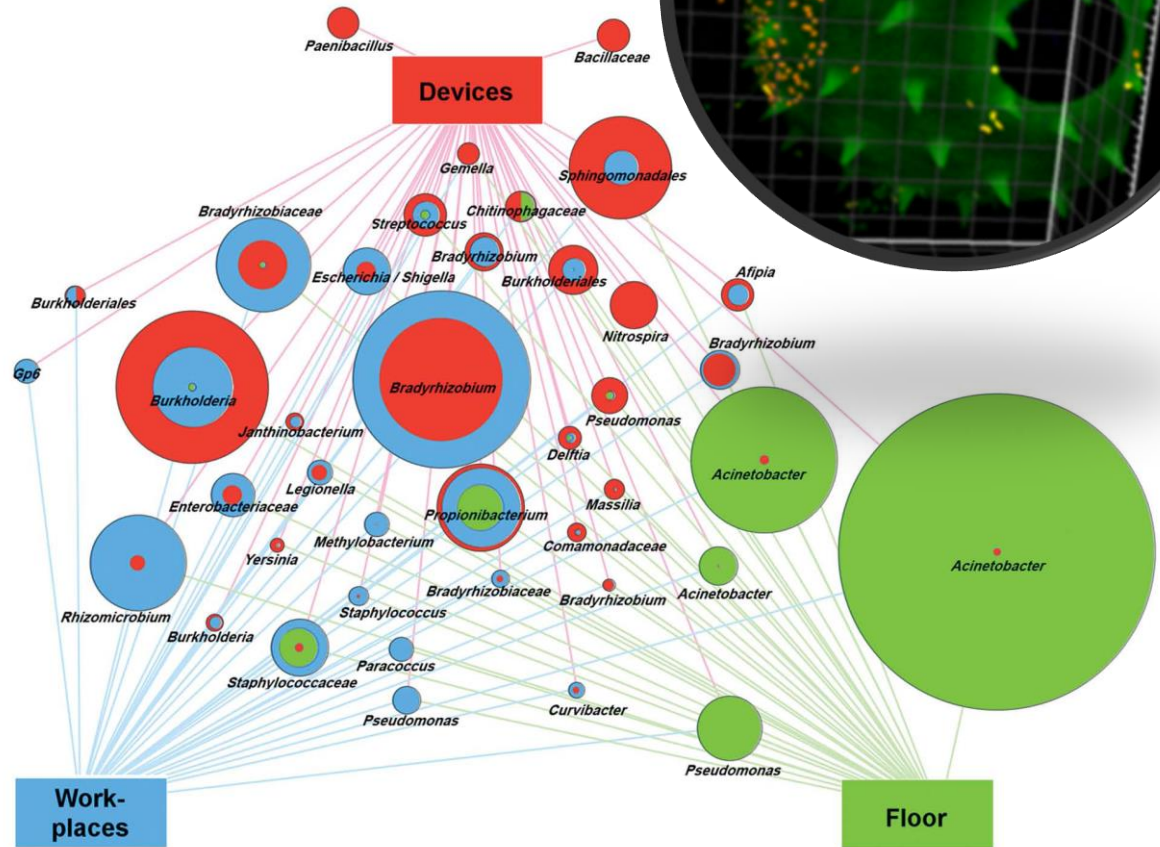 Paenibacillus
Bacillaceae
Devices
Gemella
Sphingomonadales
Bradyrhizobiaceae
Streptococcus
Chitinophagaceae
Escherichia / Shigella
Bradyrhizobium
Burkholderiales
Afipia
Burkholderiales
Nitrospira
Bradyrhizobium
Gp6
Burkholderia
Bradyrhizobium
Janthinobacterium
Pseudomonas
Delftia
Acinetobacter
Legionella
Enterobacteriaceae
Massilia
Propionibacterium
Methylobacterium
Comamonadaceae
Yersinia
Acinetobacter
Rhizomicrobium
Bradyrhizobiaceae
Bradyrhizobium
Acinetobacter
Staphylococcus
Burkholderia
Paracoccus
Staphylococcaceae
Pseudomonas
Curvibacter
Pseudomonas
Work-
places
Floor